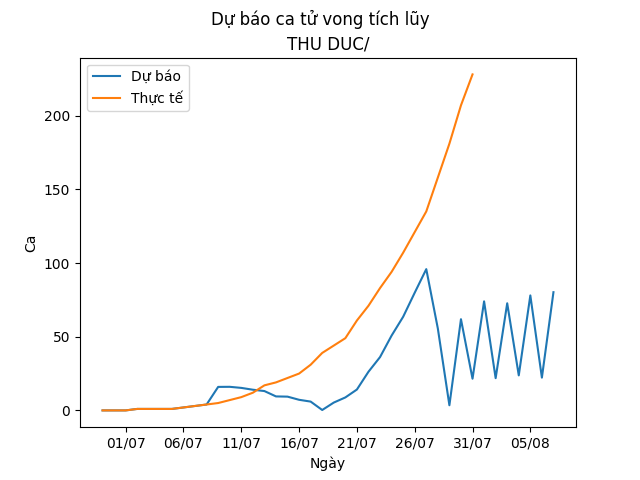 Dự báo ca tử vong tích lũy
THU DUC/
Dự báo
Thực tế
200
150
100
50
0
Ca
01/07 06/07 11/07 16/07 21/07 26/07 31/07 05/08
Ngày